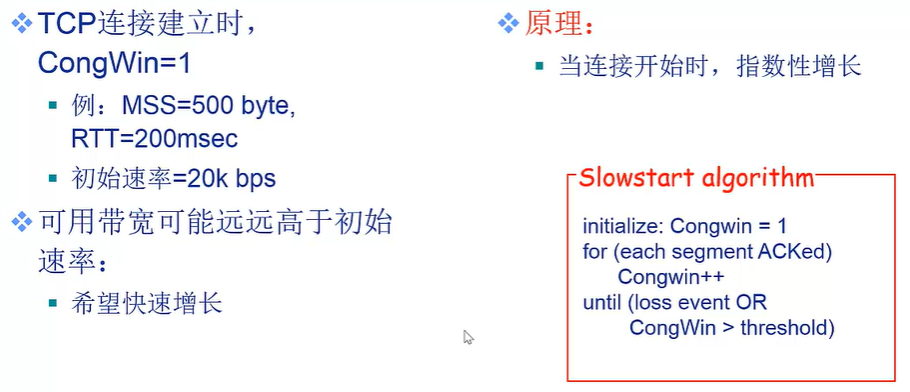 TCP连接建立时，
CongWin=1
例：MSS=500 byte,
RTT=200msec
初始速率=20k bps
可用带宽可能远远高于初始
速率：
希望快速增长
原理：
当连接开始时，指数性增长
Slowstart algorithm
initialize: Congwin = 1
for (each segment ACKed)
Congwin++
until (loss event OR
CongWin > threshold)